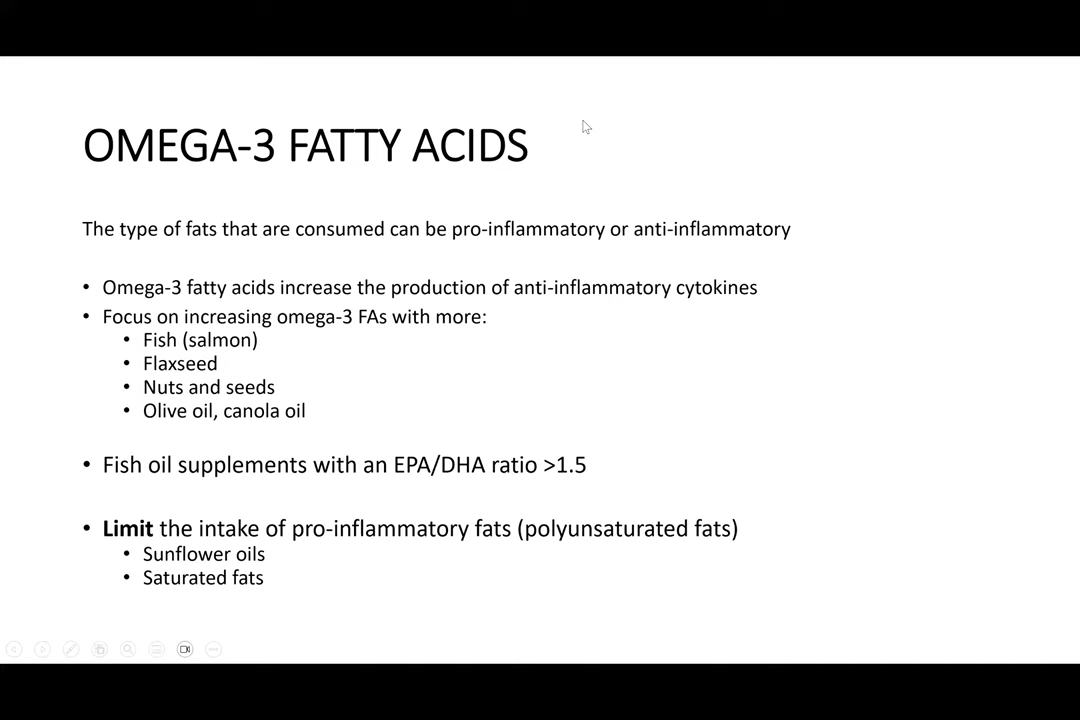 OMEGA-3 FATTY ACIDS
The type of fats that are consumed can be pro-inflammatory or anti-inflammatory
• Omega-3 fatty acids increase the production of anti-inflammatory cytokines
• Focus on increasing omega-3 FAs with more:
• Fish (salmon)
• Flaxseed
• Nuts and seeds
• Olive oil, canola oil
• Fish oil supplements with an EPA/DHA ratio >1.5
• Limit the intake of pro-inflammatory fats (polyunsaturated fats)
• Sunflower oils
• Saturated fats